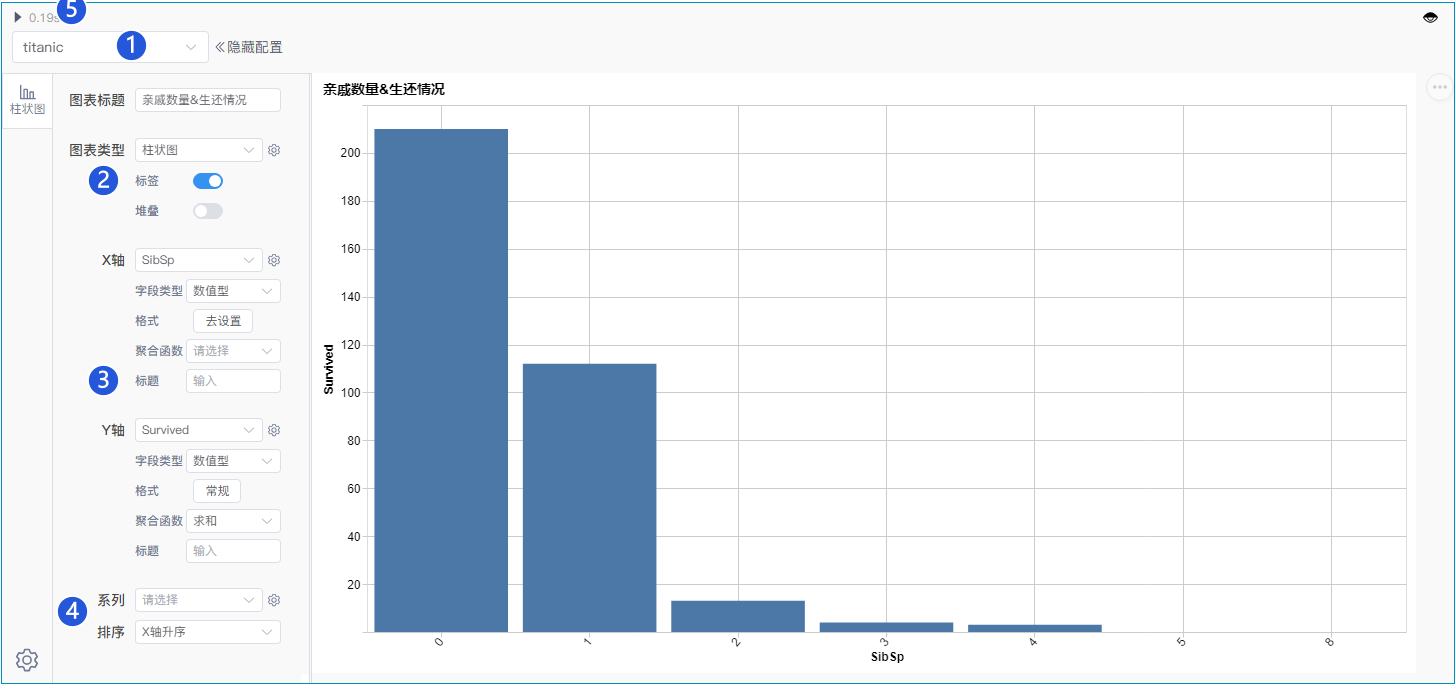 0.19s
5
titanic
1
隐藏配置
柱状图
图表标题 亲戚数量&生还情况
图表类型 柱状图
2
标签
堆叠
X轴 SibSp
字段类型 数值型
格式 去设置
聚合函数 请选择
3
标题 输入
Y轴 Survived
字段类型 数值型
格式 常规
聚合函数 求和
标题 输入
4
系列 请选择
排序 X轴升序
亲戚数量&生还情况
200
180
160
140
120
100
80
60
40
20
Survived
0 1 2 3 4 5 8
SibSp